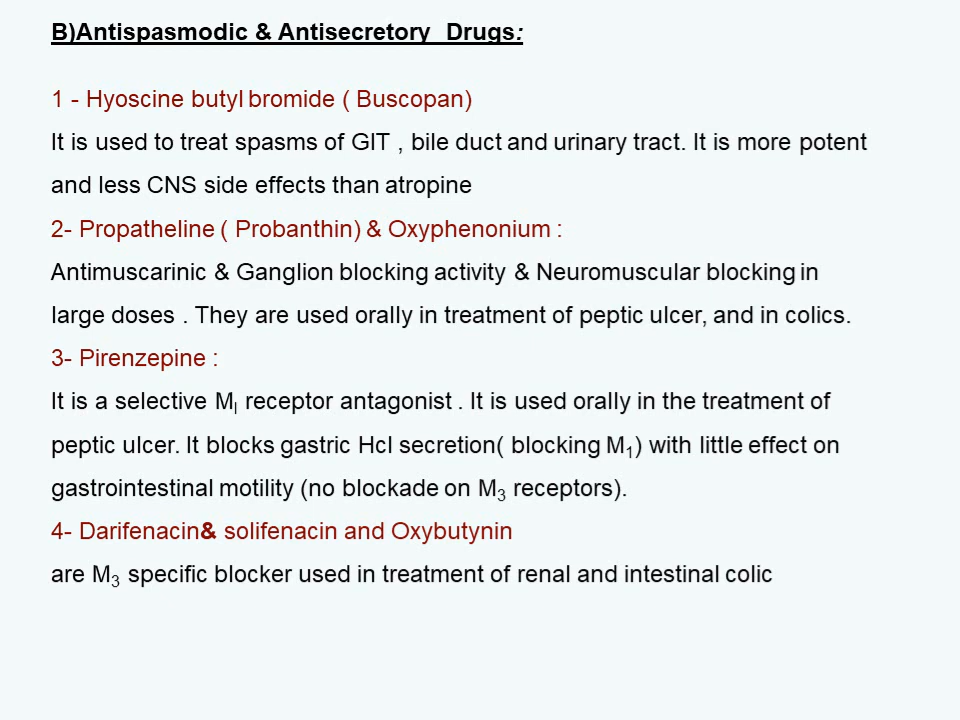 B)Antispasmodic & Antisecretory Drugs:
1 - Hyoscine butyl bromide ( Buscopan)
It is used to treat spasms of GIT , bile duct and urinary tract. It is more potent
and less CNS side effects than atropine
2- Propatheline ( Probanthin) & Oxyphenonium :
Antimuscarinic & Ganglion blocking activity & Neuromuscular blocking in
large doses . They are used orally in treatment of peptic ulcer, and in colics.
3- Pirenzepine :
It is a selective Mı receptor antagonist . It is used orally in the treatment of
peptic ulcer. It blocks gastric Hcl secretion( blocking M₁) with little effect on
gastrointestinal motility (no blockade on M₃ receptors).
4- Darifenacin& solifenacin and Oxybutynin
are M₃ specific blocker used in treatment of renal and intestinal colic